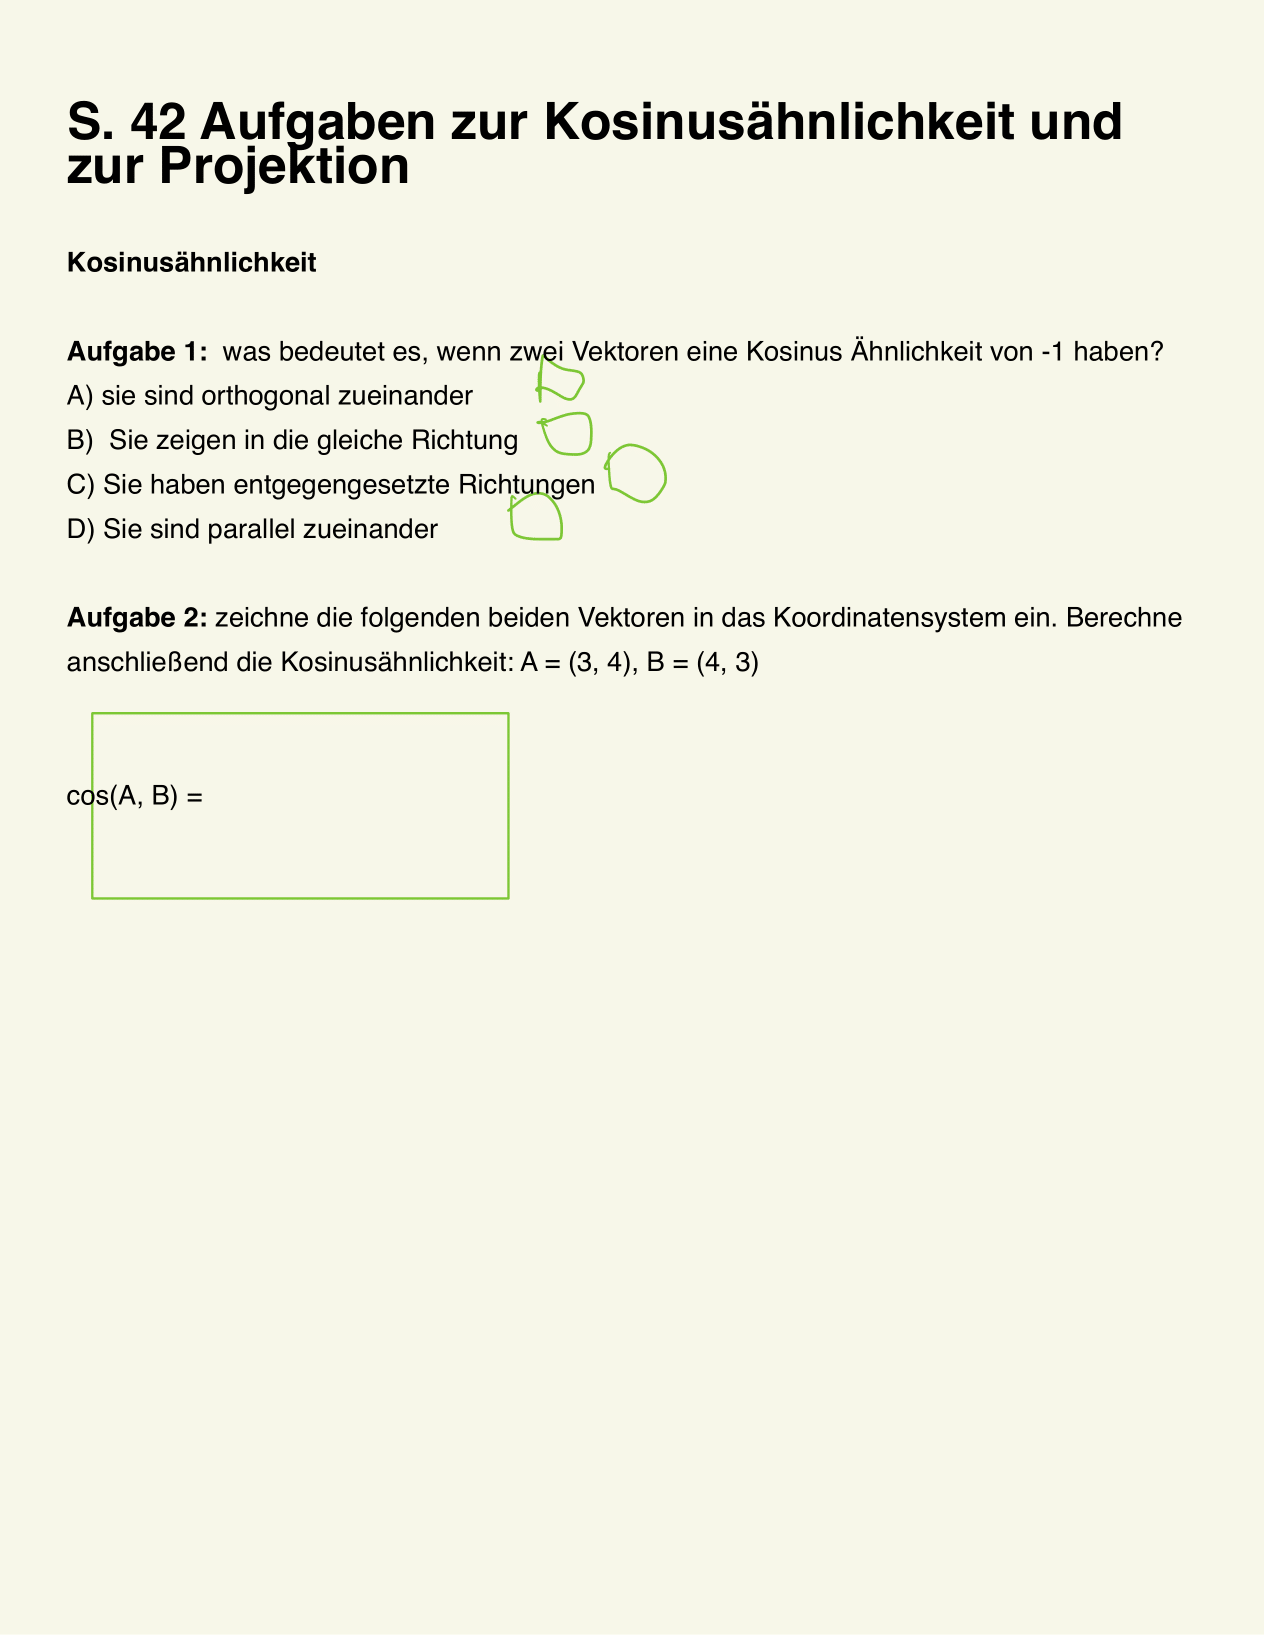 S. 42 Aufgaben zur Kosinusähnlichkeit und
zur Projektion
Kosinusähnlichkeit
Aufgabe 1:  was bedeutet es, wenn zwei Vektoren eine Kosinus Ähnlichkeit von -1 haben?
A) sie sind orthogonal zueinander
B)  Sie zeigen in die gleiche Richtung
C) Sie haben entgegengesetzte Richtungen
D) Sie sind parallel zueinander
Aufgabe 2: zeichne die folgenden beiden Vektoren in das Koordinatensystem ein. Berechne
anschließend die Kosinusähnlichkeit: A = (3, 4), B = (4, 3)
cos(A, B) =